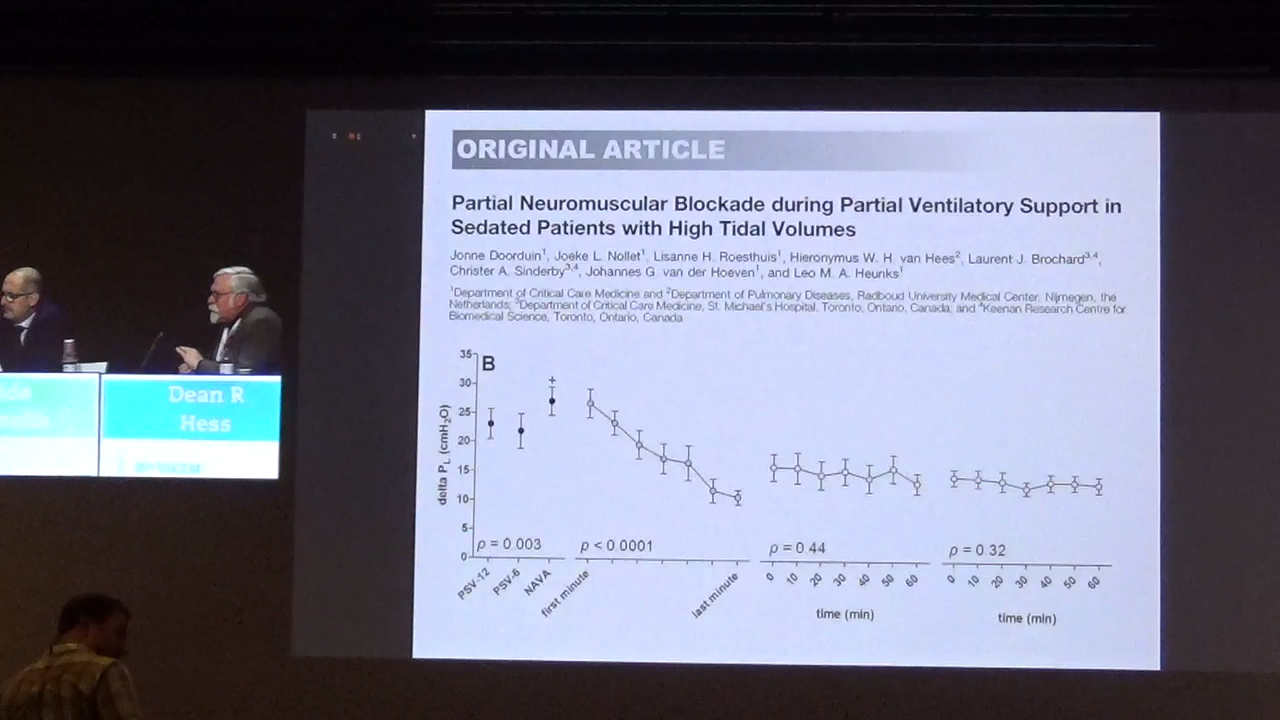 ORIGINAL ARTICLE
Partial Neuromuscular Blockade during Partial Ventilatory Support in
Sedated Patients with High Tidal Volumes
Jonne Doorduin1, Joeke L. Nollet1, Lisanne H. Roesthuis1, Hieronymus W. H. van Hees2, Laurent J. Brochard3,4,
Christer A. Sinderby3,4, Johannes G. van der Hoeven1, and Leo M. A. Heunks1
1Department of Critical Care Medicine and 2Department of Pulmonary Diseases, Radboud University Medical Center, Nijmegen, the
Netherlands; 3Department of Critical Care Medicine, St. Michael's Hospital, Toronto, Ontario, Canada; and 4Keenan Research Centre for
Biomedical Science, Toronto, Ontario, Canada
B
delta PL (cmH2O)
35
30
25
20
15
10
5
0
+
p = 0.003
p < 0.0001
p = 0.44
p = 0.32
PSV-12
PSV-6
NAVA
first minute
last minute
0 10 20 30 40 50 60
time (min)
0 10 20 30 40 50 60
time (min)
Dean R
Hess